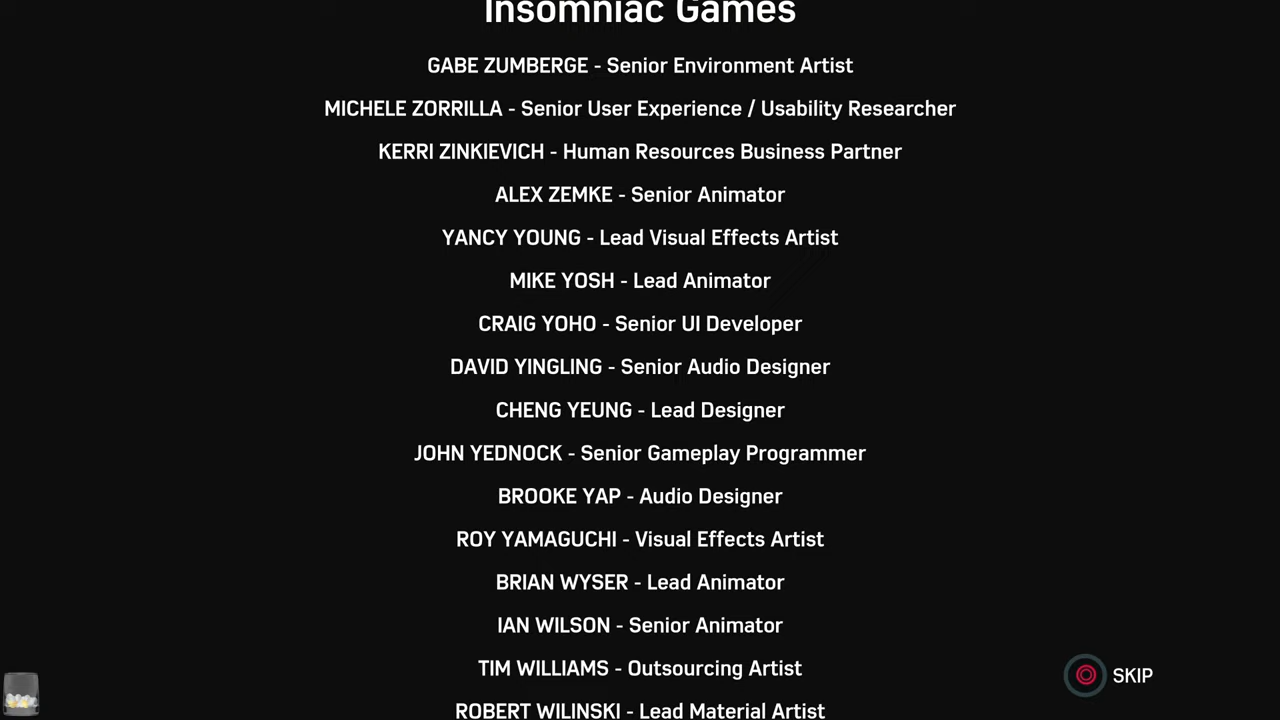 Insomniac Games
GABE ZUMBERGE - Senior Environment Artist
MICHELE ZORRILLA - Senior User Experience / Usability Researcher
KERRI ZINKIEVICH - Human Resources Business Partner
ALEX ZEMKE - Senior Animator
YANCY YOUNG - Lead Visual Effects Artist
MIKE YOSH - Lead Animator
CRAIG YOHO - Senior UI Developer
DAVID YINGLING - Senior Audio Designer
CHENG YEUNG - Lead Designer
JOHN YEDNOCK - Senior Gameplay Programmer
BROOKE YAP - Audio Designer
ROY YAMAGUCHI - Visual Effects Artist
BRIAN WYSER - Lead Animator
IAN WILSON - Senior Animator
TIM WILLIAMS - Outsourcing Artist
SKIP
ROBERT WILINSKI - Lead Material Artist